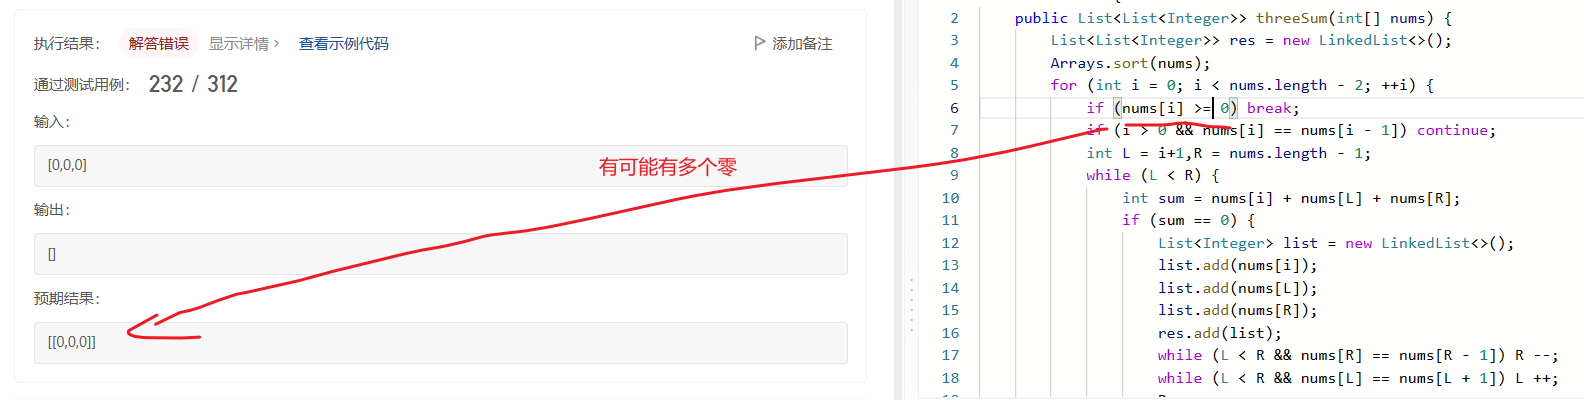 执行结果： 解答错误 显示详情 › 查看示例代码 添加备注
通过测试用例： 232 / 312
输入：
[0,0,0]
有可能有多个零
输出：
[]
预期结果：
[[0,0,0]]
2 public List<List<Integer>> threeSum(int[] nums) {
3 List<List<Integer>> res = new LinkedList<>();
4 Arrays.sort(nums);
5 for (int i = 0; i < nums.length - 2; ++i) {
6 if (nums[i] >= 0) break;
7 if (i > 0 && nums[i] == nums[i - 1]) continue;
8 int L = i+1,R = nums.length - 1;
9 while (L < R) {
10 int sum = nums[i] + nums[L] + nums[R];
11 if (sum == 0) {
12 List<Integer> list = new LinkedList<>();
13 list.add(nums[i]);
14 list.add(nums[L]);
15 list.add(nums[R]);
16 res.add(list);
17 while (L < R && nums[R] == nums[R - 1]) R --;
18 while (L < R && nums[L] == nums[L + 1]) L ++;